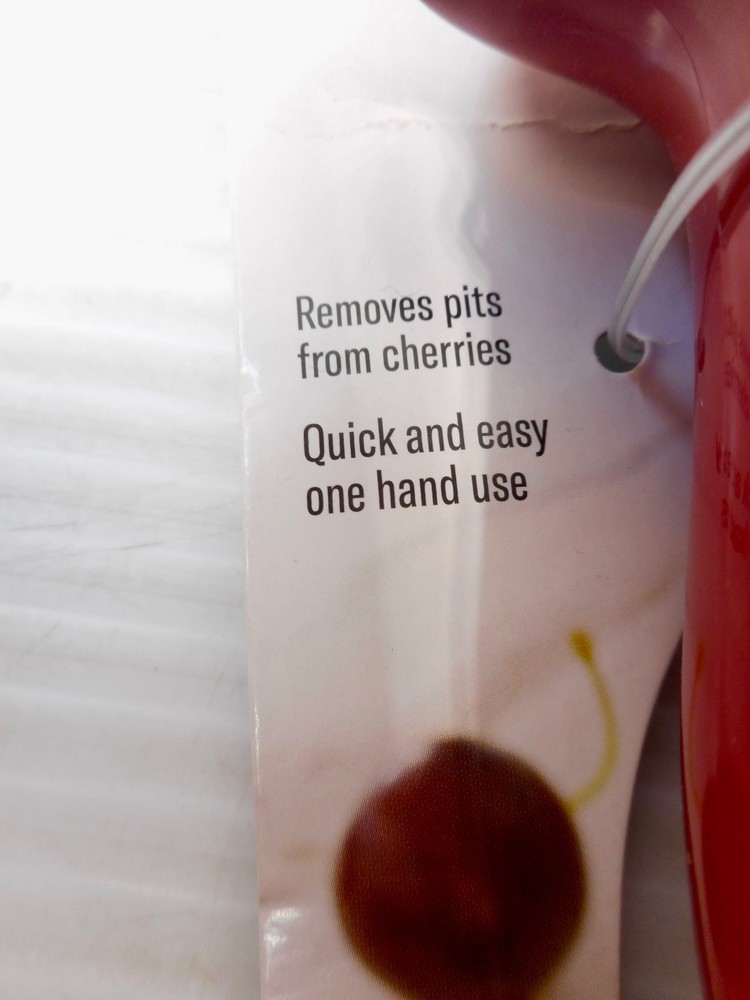 Removes pits
from cherries
Quick and easy
one hand use